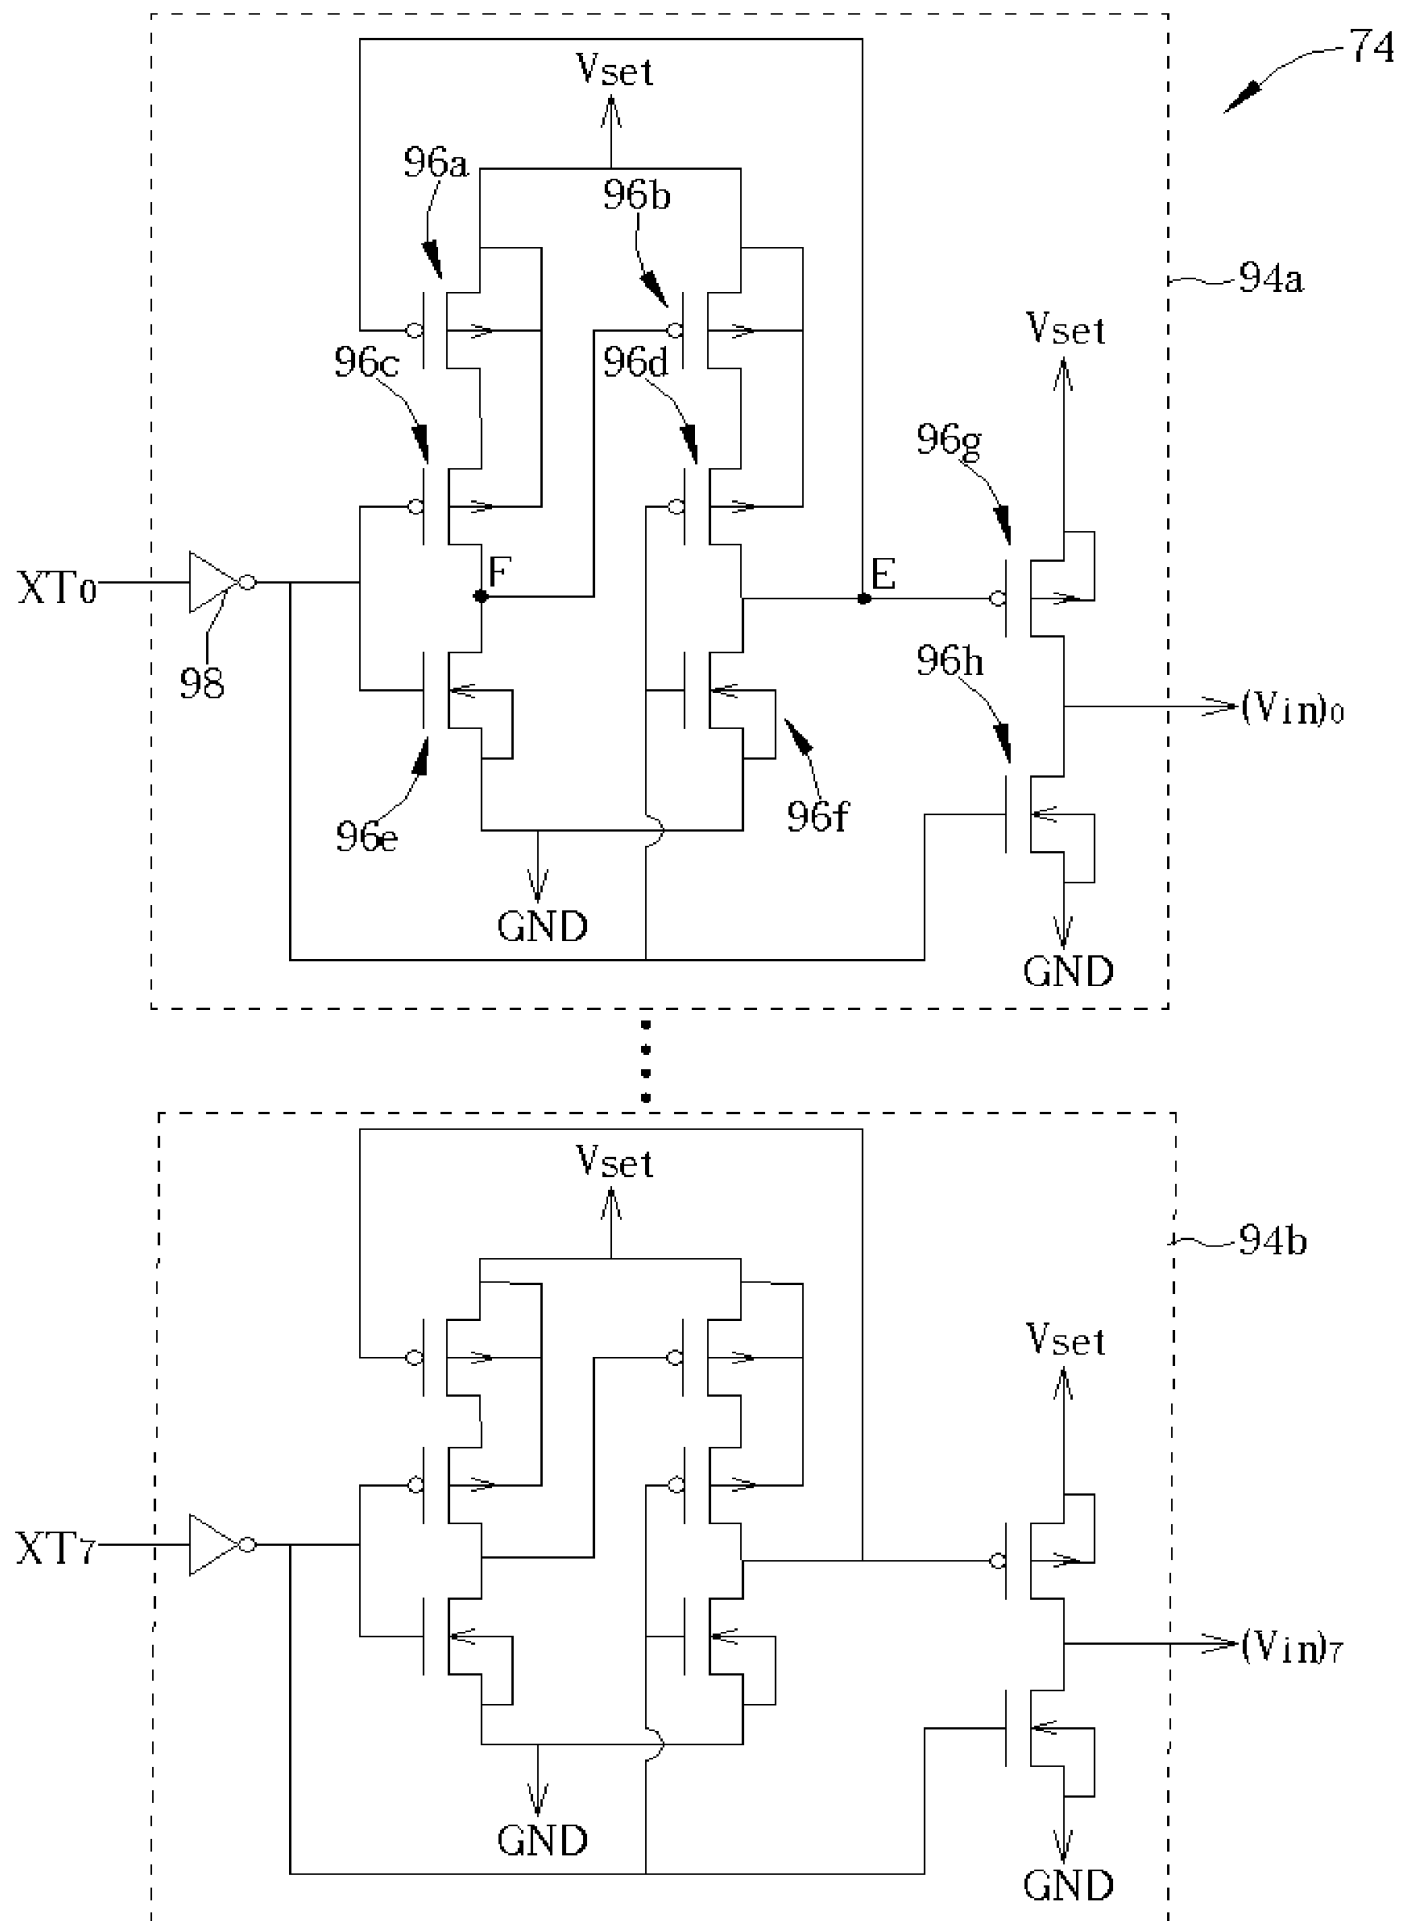 74
Vset
96a
96b
94a
Vset
96c
96d
96g
F
E
XT0
98
96h
(Vin)0
96e
96f
GND
GND
Vset
94b
Vset
XT7
(Vin)7
GND
GND